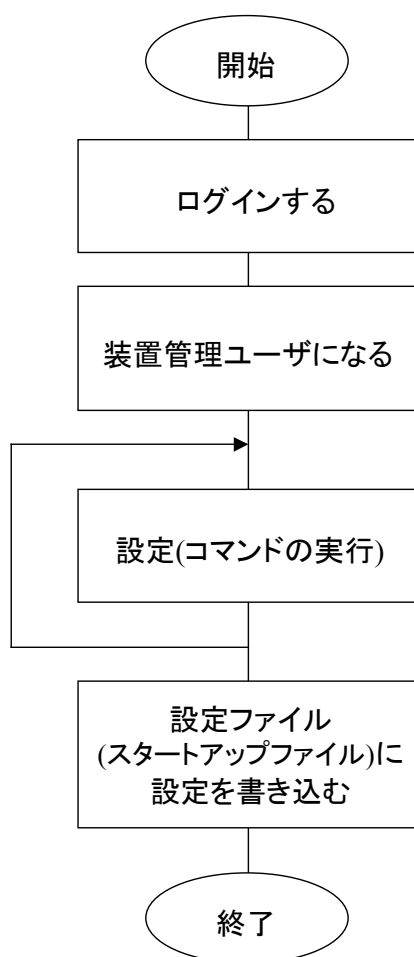 開始
ログインする
装置管理ユーザになる
設定(コマンドの実行)
設定ファイル
(スタートアップファイル)に
設定を書き込む
終了